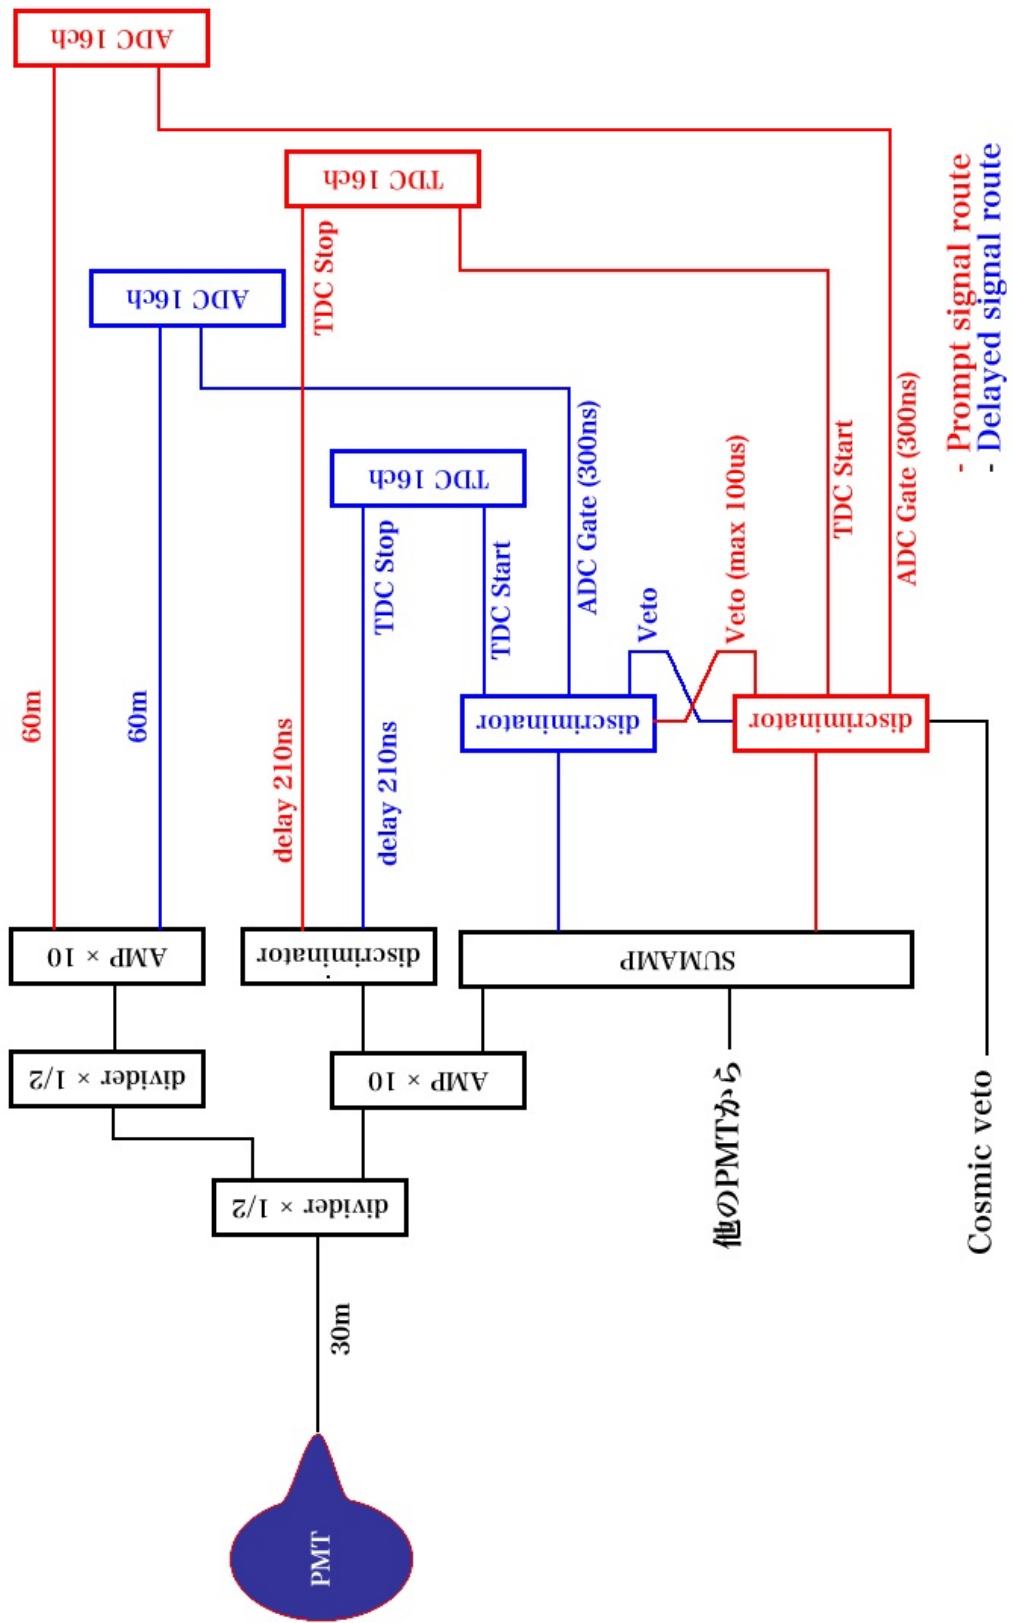 ADC 16ch
TDC 16ch
- Prompt signal route
- Delayed signal route
TDC Stop
ADC 16ch
ADC Gate (300ns)
ADC Gate (300ns)
Veto (max 100us)
TDC Start
TDC 16ch
TDC Stop
TDC Start
Veto
60m
60m
discriminator
discriminator
delay 210ns
delay 210ns
AMP × 10
discriminator
SUMAMP
divider × 1/2
AMP × 10
他のPMTから
Cosmic veto
divider × 1/2
30m
PMT